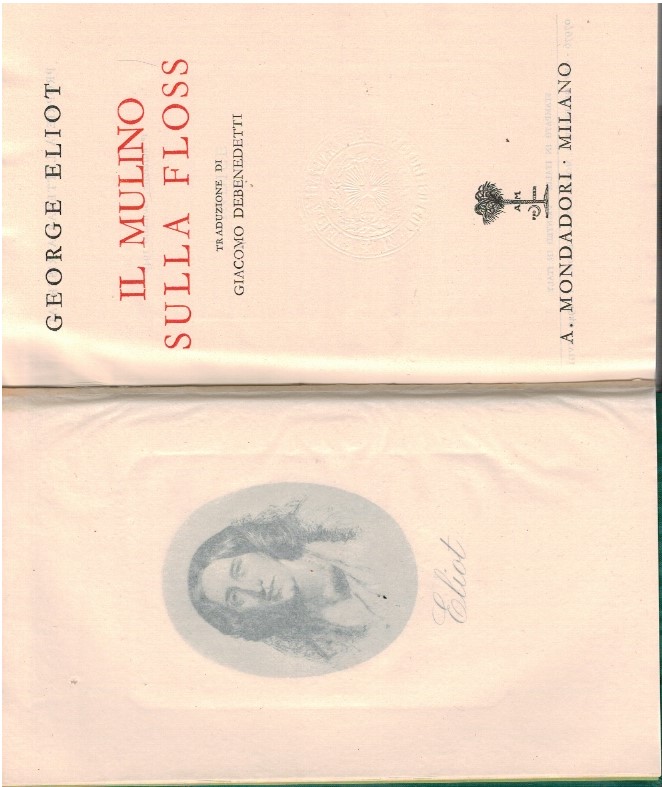 GEORGE ELIOT
IL MULINO
SULLA FLOSS
TRADUZIONE DI
GIACOMO DEBENEDETTI
A M
A. MONDADORI · MILANO
Eliot